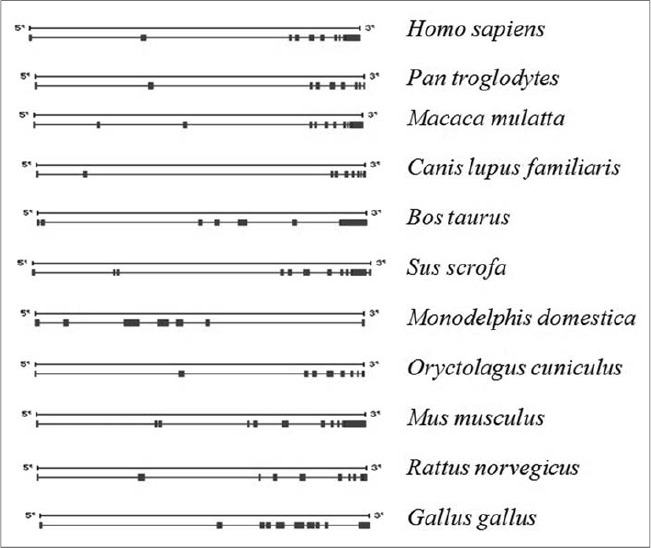 5' 3' Homo sapiens
5' 3' Pan troglodytes
5' 3' Macaca mulatta
5' 3' Canis lupus familiaris
5' 3' Bos taurus
5' 3' Sus scrofa
5' 3' Monodelphis domestica
5' 3' Oryctolagus cuniculus
5' 3' Mus musculus
5' 3' Rattus norvegicus
5' 3' Gallus gallus